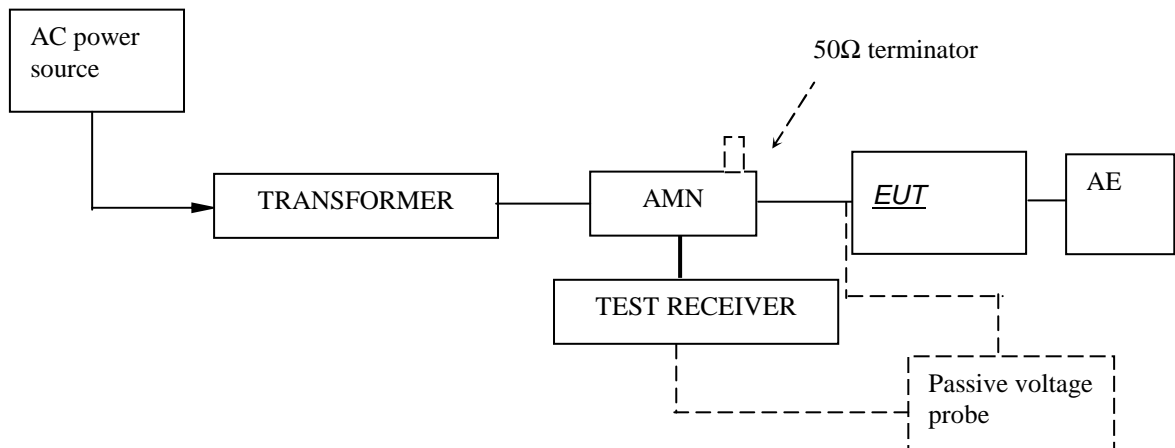 AC power
source
50Ω terminator
TRANSFORMER
AMN
EUT
AE
TEST RECEIVER
Passive voltage
probe